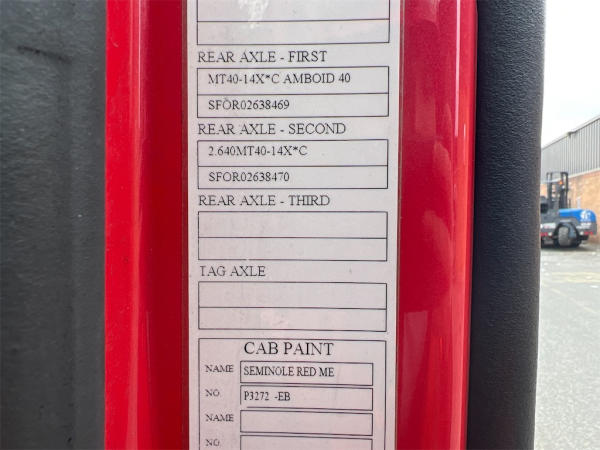 REAR AXLE - FIRST
MT40-14X*C AMBOID 40
SFOR02638469
REAR AXLE - SECOND
2.640MT40-14X*C
SFOR02638470
REAR AXLE - THIRD
TAG AXLE
CAB PAINT
NAME SEMINOLE RED ME
NO. P3272 -EB
NAME
NO.